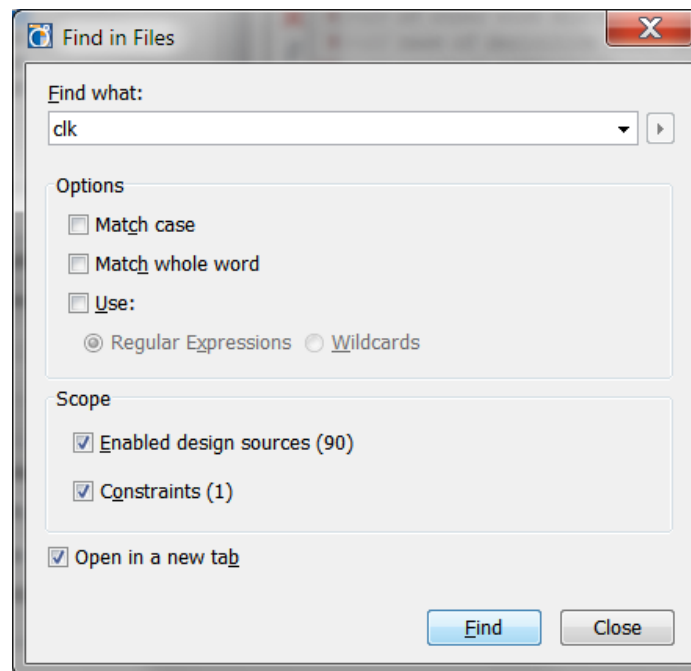 Find in Files
Find what:
clk
Options
Match case
Match whole word
Use:
Regular Expressions Wildcards
Scope
Enabled design sources (90)
Constraints (1)
Open in a new tab
Find Close